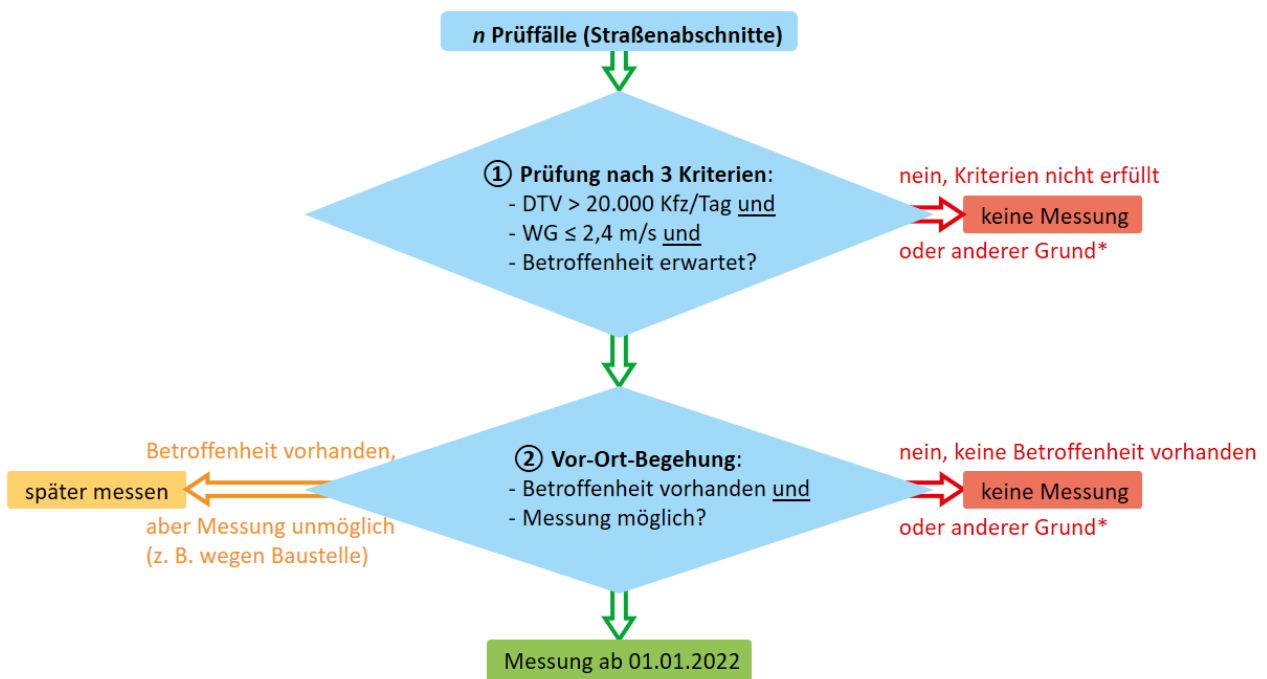 n Prüffälle (Straßenabschnitte)
① Prüfung nach 3 Kriterien:
- DTV > 20.000 Kfz/Tag und
- WG ≤ 2,4 m/s und
- Betroffenheit erwartet?
nein, Kriterien nicht erfüllt
keine Messung
oder anderer Grund*
Betroffenheit vorhanden,
später messen
aber Messung unmöglich
(z. B. wegen Baustelle)
② Vor-Ort-Begehung:
- Betroffenheit vorhanden und
- Messung möglich?
nein, keine Betroffenheit vorhanden
keine Messung
oder anderer Grund*
Messung ab 01.01.2022